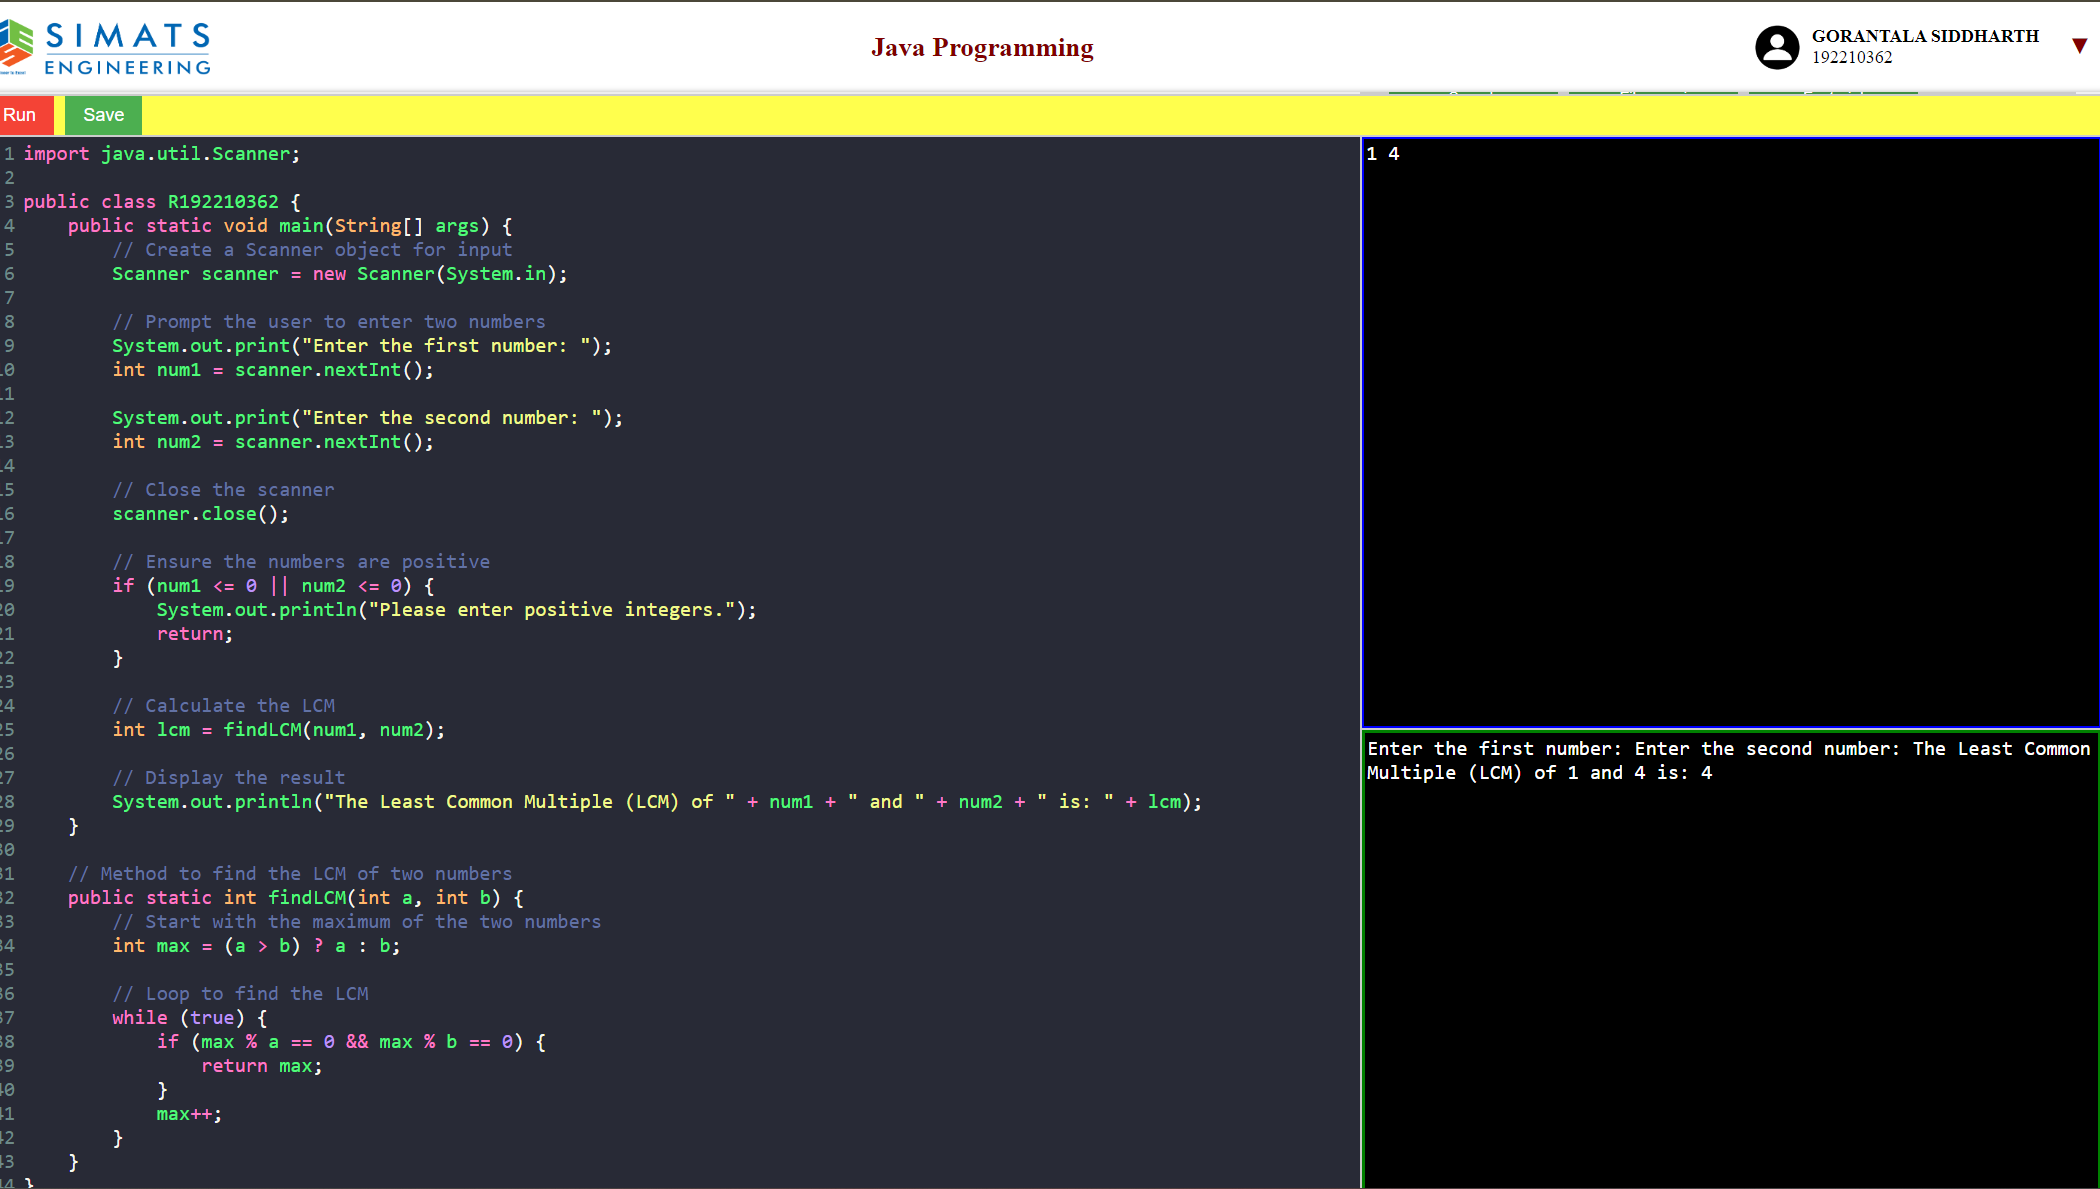 SIMATS
ENGINEERING
Java Programming
GORANTALA SIDDHARTH
192210362
▼
Run
Save
1 import java.util.Scanner;
2
3 public class R192210362 {
4     public static void main(String[] args) {
5         // Create a Scanner object for input
6         Scanner scanner = new Scanner(System.in);
7
8         // Prompt the user to enter two numbers
9         System.out.print("Enter the first number: ");
10         int num1 = scanner.nextInt();
11
12         System.out.print("Enter the second number: ");
13         int num2 = scanner.nextInt();
14
15         // Close the scanner
16         scanner.close();
17
18         // Ensure the numbers are positive
19         if (num1 <= 0 || num2 <= 0) {
20             System.out.println("Please enter positive integers.");
21             return;
22         }
23
24         // Calculate the LCM
25         int lcm = findLCM(num1, num2);
26
27         // Display the result
28         System.out.println("The Least Common Multiple (LCM) of " + num1 + " and " + num2 + " is: " + lcm);
29     }
30
31     // Method to find the LCM of two numbers
32     public static int findLCM(int a, int b) {
33         // Start with the maximum of the two numbers
34         int max = (a > b) ? a : b;
35
36         // Loop to find the LCM
37         while (true) {
38             if (max % a == 0 && max % b == 0) {
39                 return max;
40             }
41             max++;
42         }
43     }
44 }
1 4
Enter the first number: Enter the second number: The Least Common
Multiple (LCM) of 1 and 4 is: 4